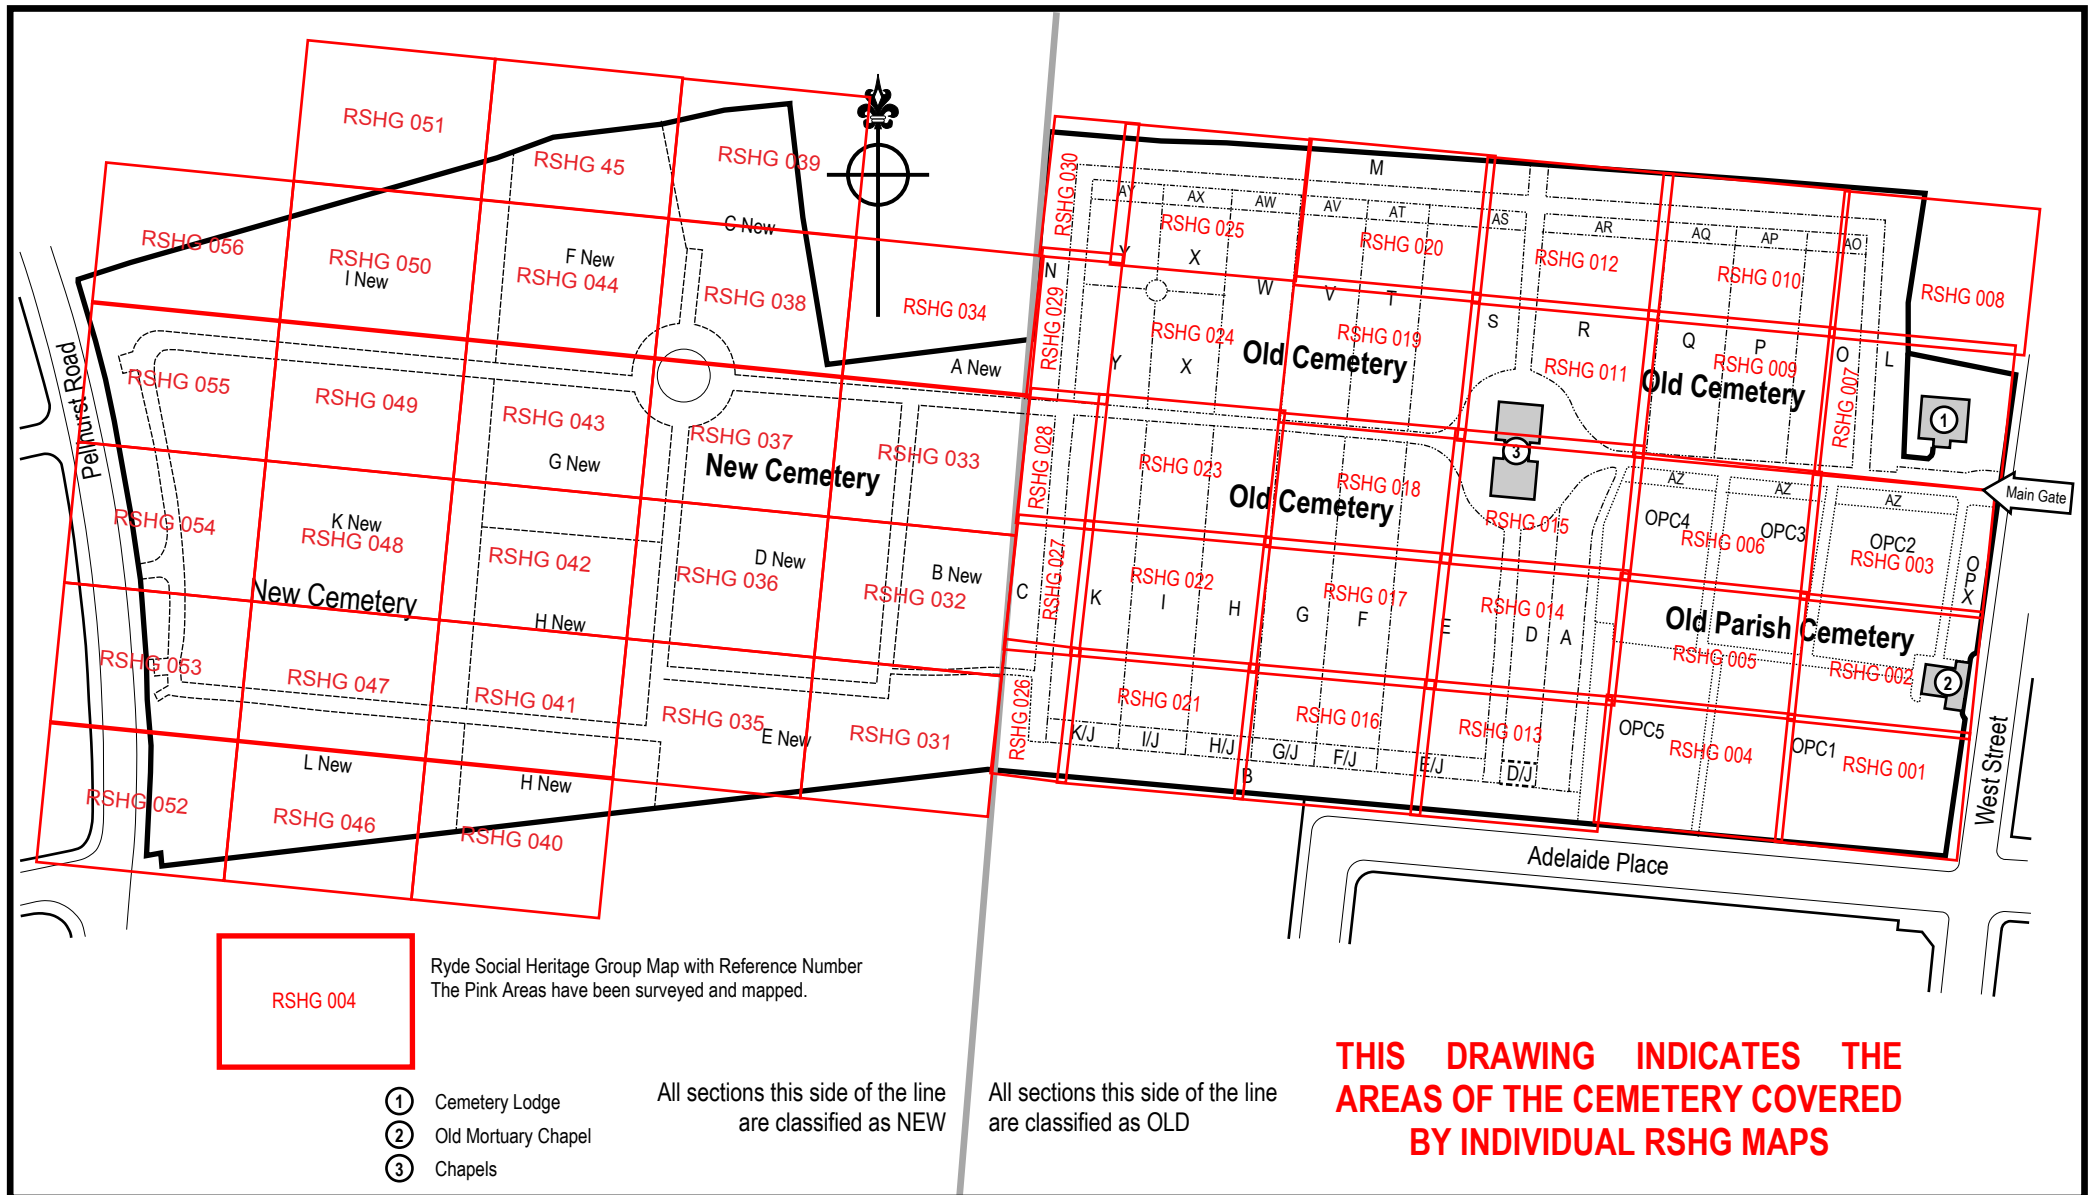 RSHG 051
RSHG 45
RSHG 039
C New
RSHG 056
RSHG 050
I New
F New
RSHG 044
RSHG 038
RSHG 034
A New
Pellhurst Road
RSHG 055
RSHG 049
RSHG 043
RSHG 037
RSHG 033
G New
New Cemetery
RSHG 054
K New
RSHG 048
RSHG 042
D New
RSHG 036
B New
RSHG 032
New Cemetery
H New
RSHG 053
RSHG 047
RSHG 041
RSHG 035
E New
RSHG 031
L New
H New
RSHG 052
RSHG 046
RSHG 040
RSHG 030
M
AY
AX
AW
AV
AT
AS
AR
AQ
AP
AO
RSHG 025
RSHG 020
RSHG 012
RSHG 010
RSHG 008
Y
X
N
W
V
T
S
R
Q
P
O
L
RSHG 029
RSHG 024
RSHG 019
RSHG 011
RSHG 009
RSHG 007
Y
X
Old Cemetery
Old Cemetery
1
3
RSHG 028
RSHG 023
RSHG 018
Old Cemetery
RSHG 015
AZ
AZ
AZ
Main Gate
OPC4
OPC3
OPC2
RSHG 006
RSHG 003
OPX
C
RSHG 027
K
RSHG 022
I
H
G
RSHG 017
F
E
RSHG 014
D
A
Old Parish Cemetery
RSHG 005
RSHG 002
2
RSHG 026
RSHG 021
RSHG 016
RSHG 013
OPC5
RSHG 004
OPC1
RSHG 001
K/J
I/J
H/J
G/J
F/J
E/J
D/J
B
West Street
Adelaide Place
RSHG 004
Ryde Social Heritage Group Map with Reference Number
The Pink Areas have been surveyed and mapped.
1 Cemetery Lodge
2 Old Mortuary Chapel
3 Chapels
All sections this side of the line
are classified as NEW
All sections this side of the line
are classified as OLD
THIS DRAWING INDICATES THE
AREAS OF THE CEMETERY COVERED
BY INDIVIDUAL RSHG MAPS